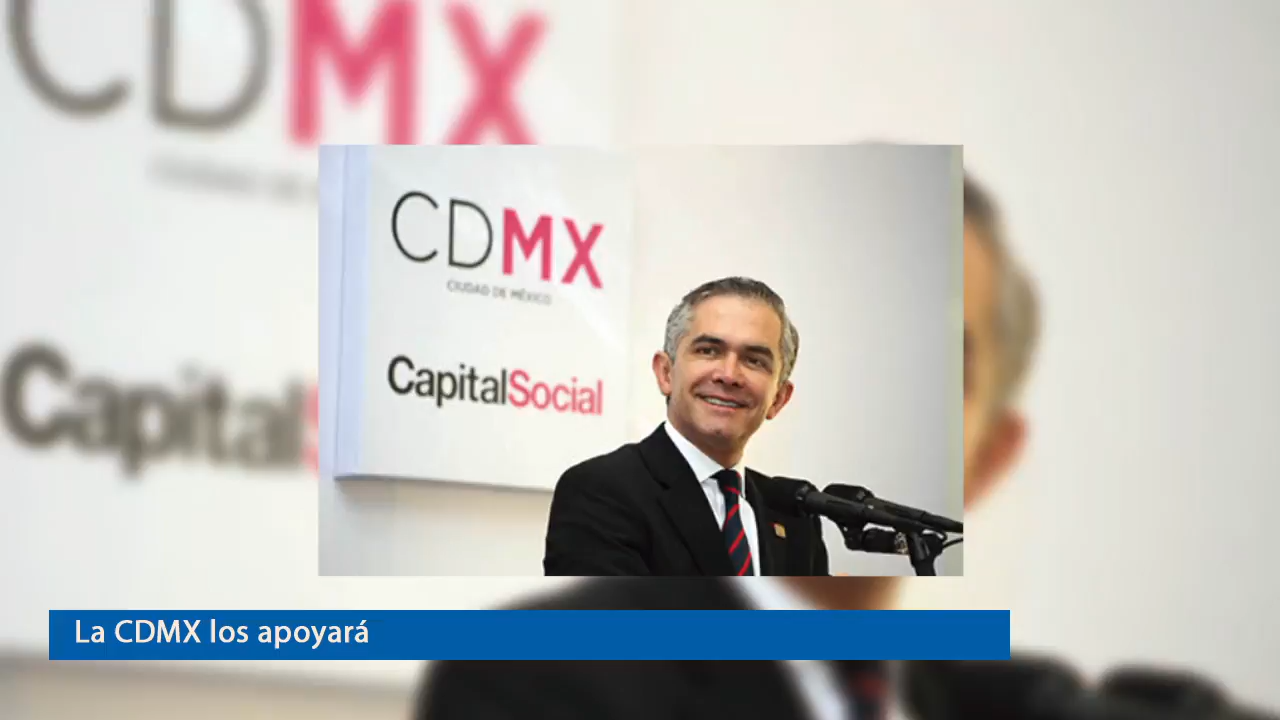 CDMX
CDMX
CIUDAD DE MÉXICO
CapitalSocial
Capital
La CDMX los apoyará